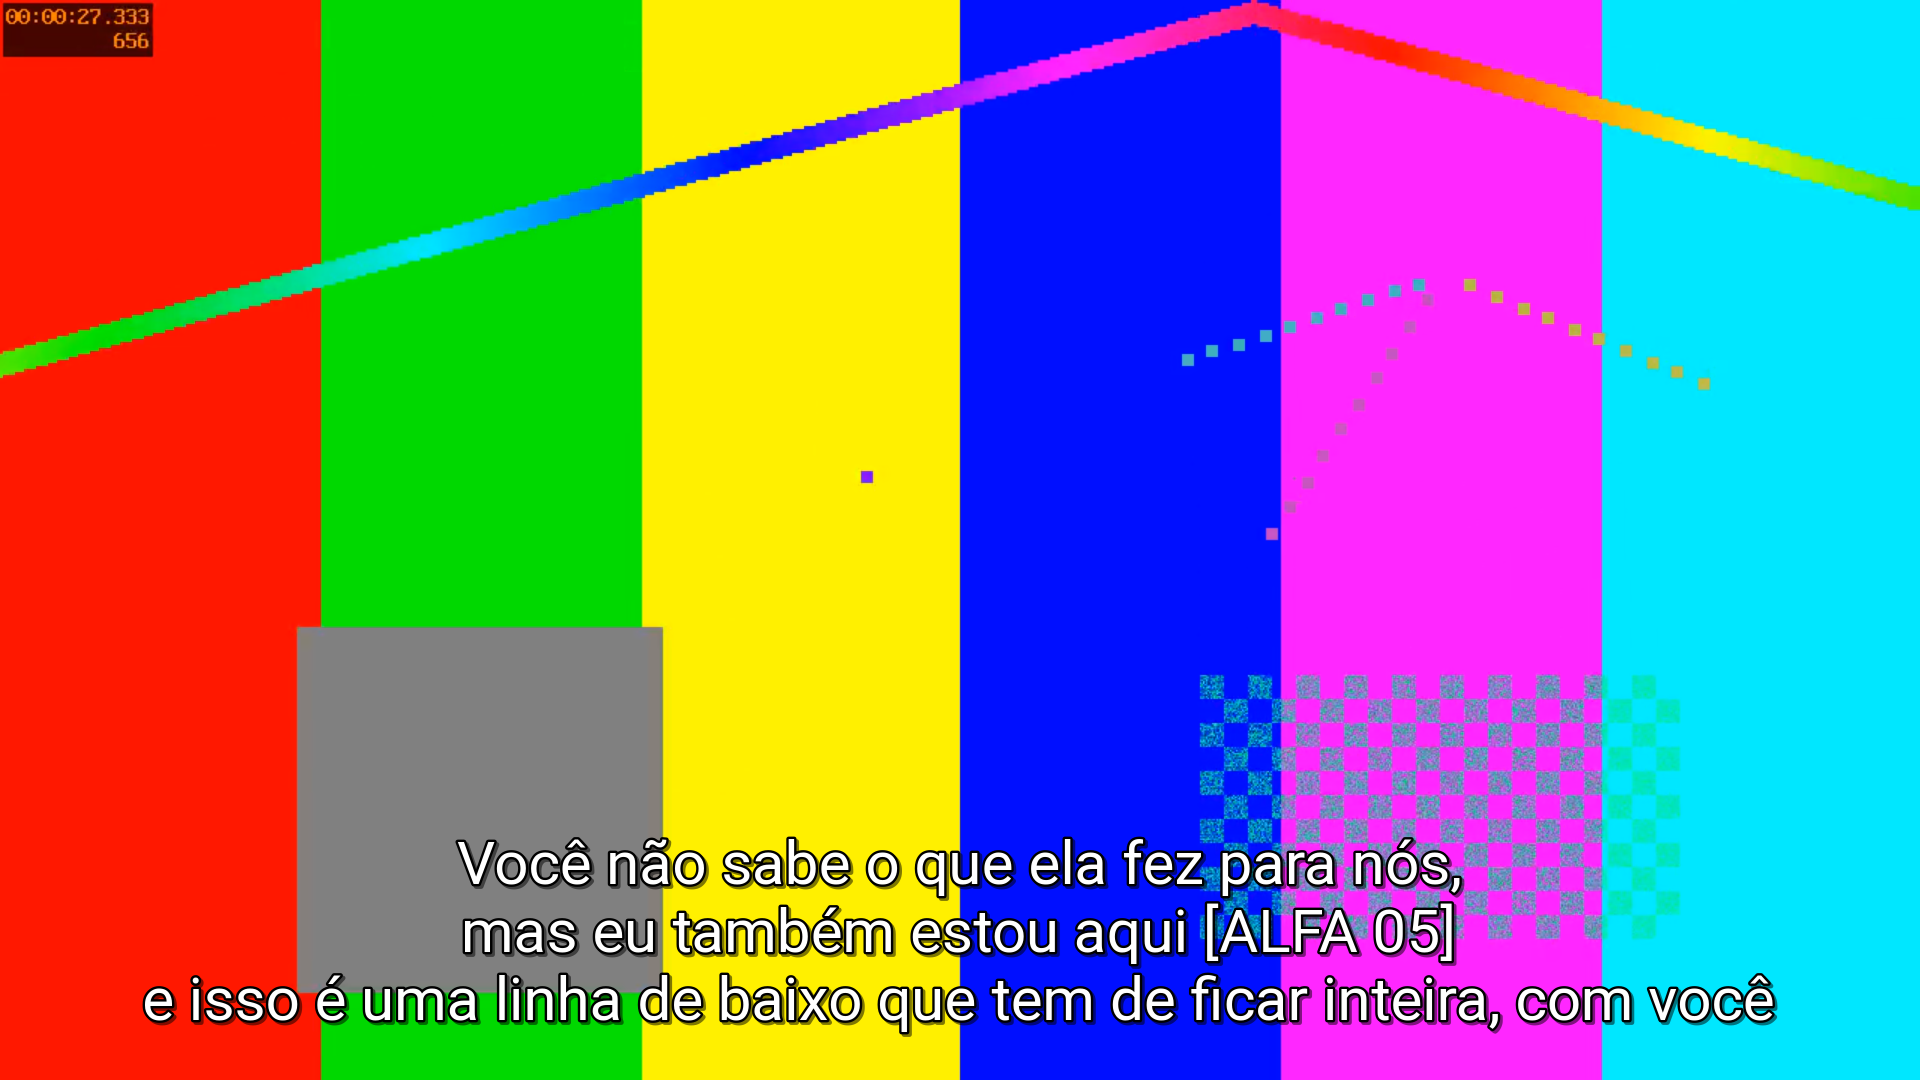 00:00:27.333
656
Você não sabe o que ela fez para nós,
mas eu também estou aqui [ALFA 05]
e isso é uma linha de baixo que tem de ficar inteira, com você